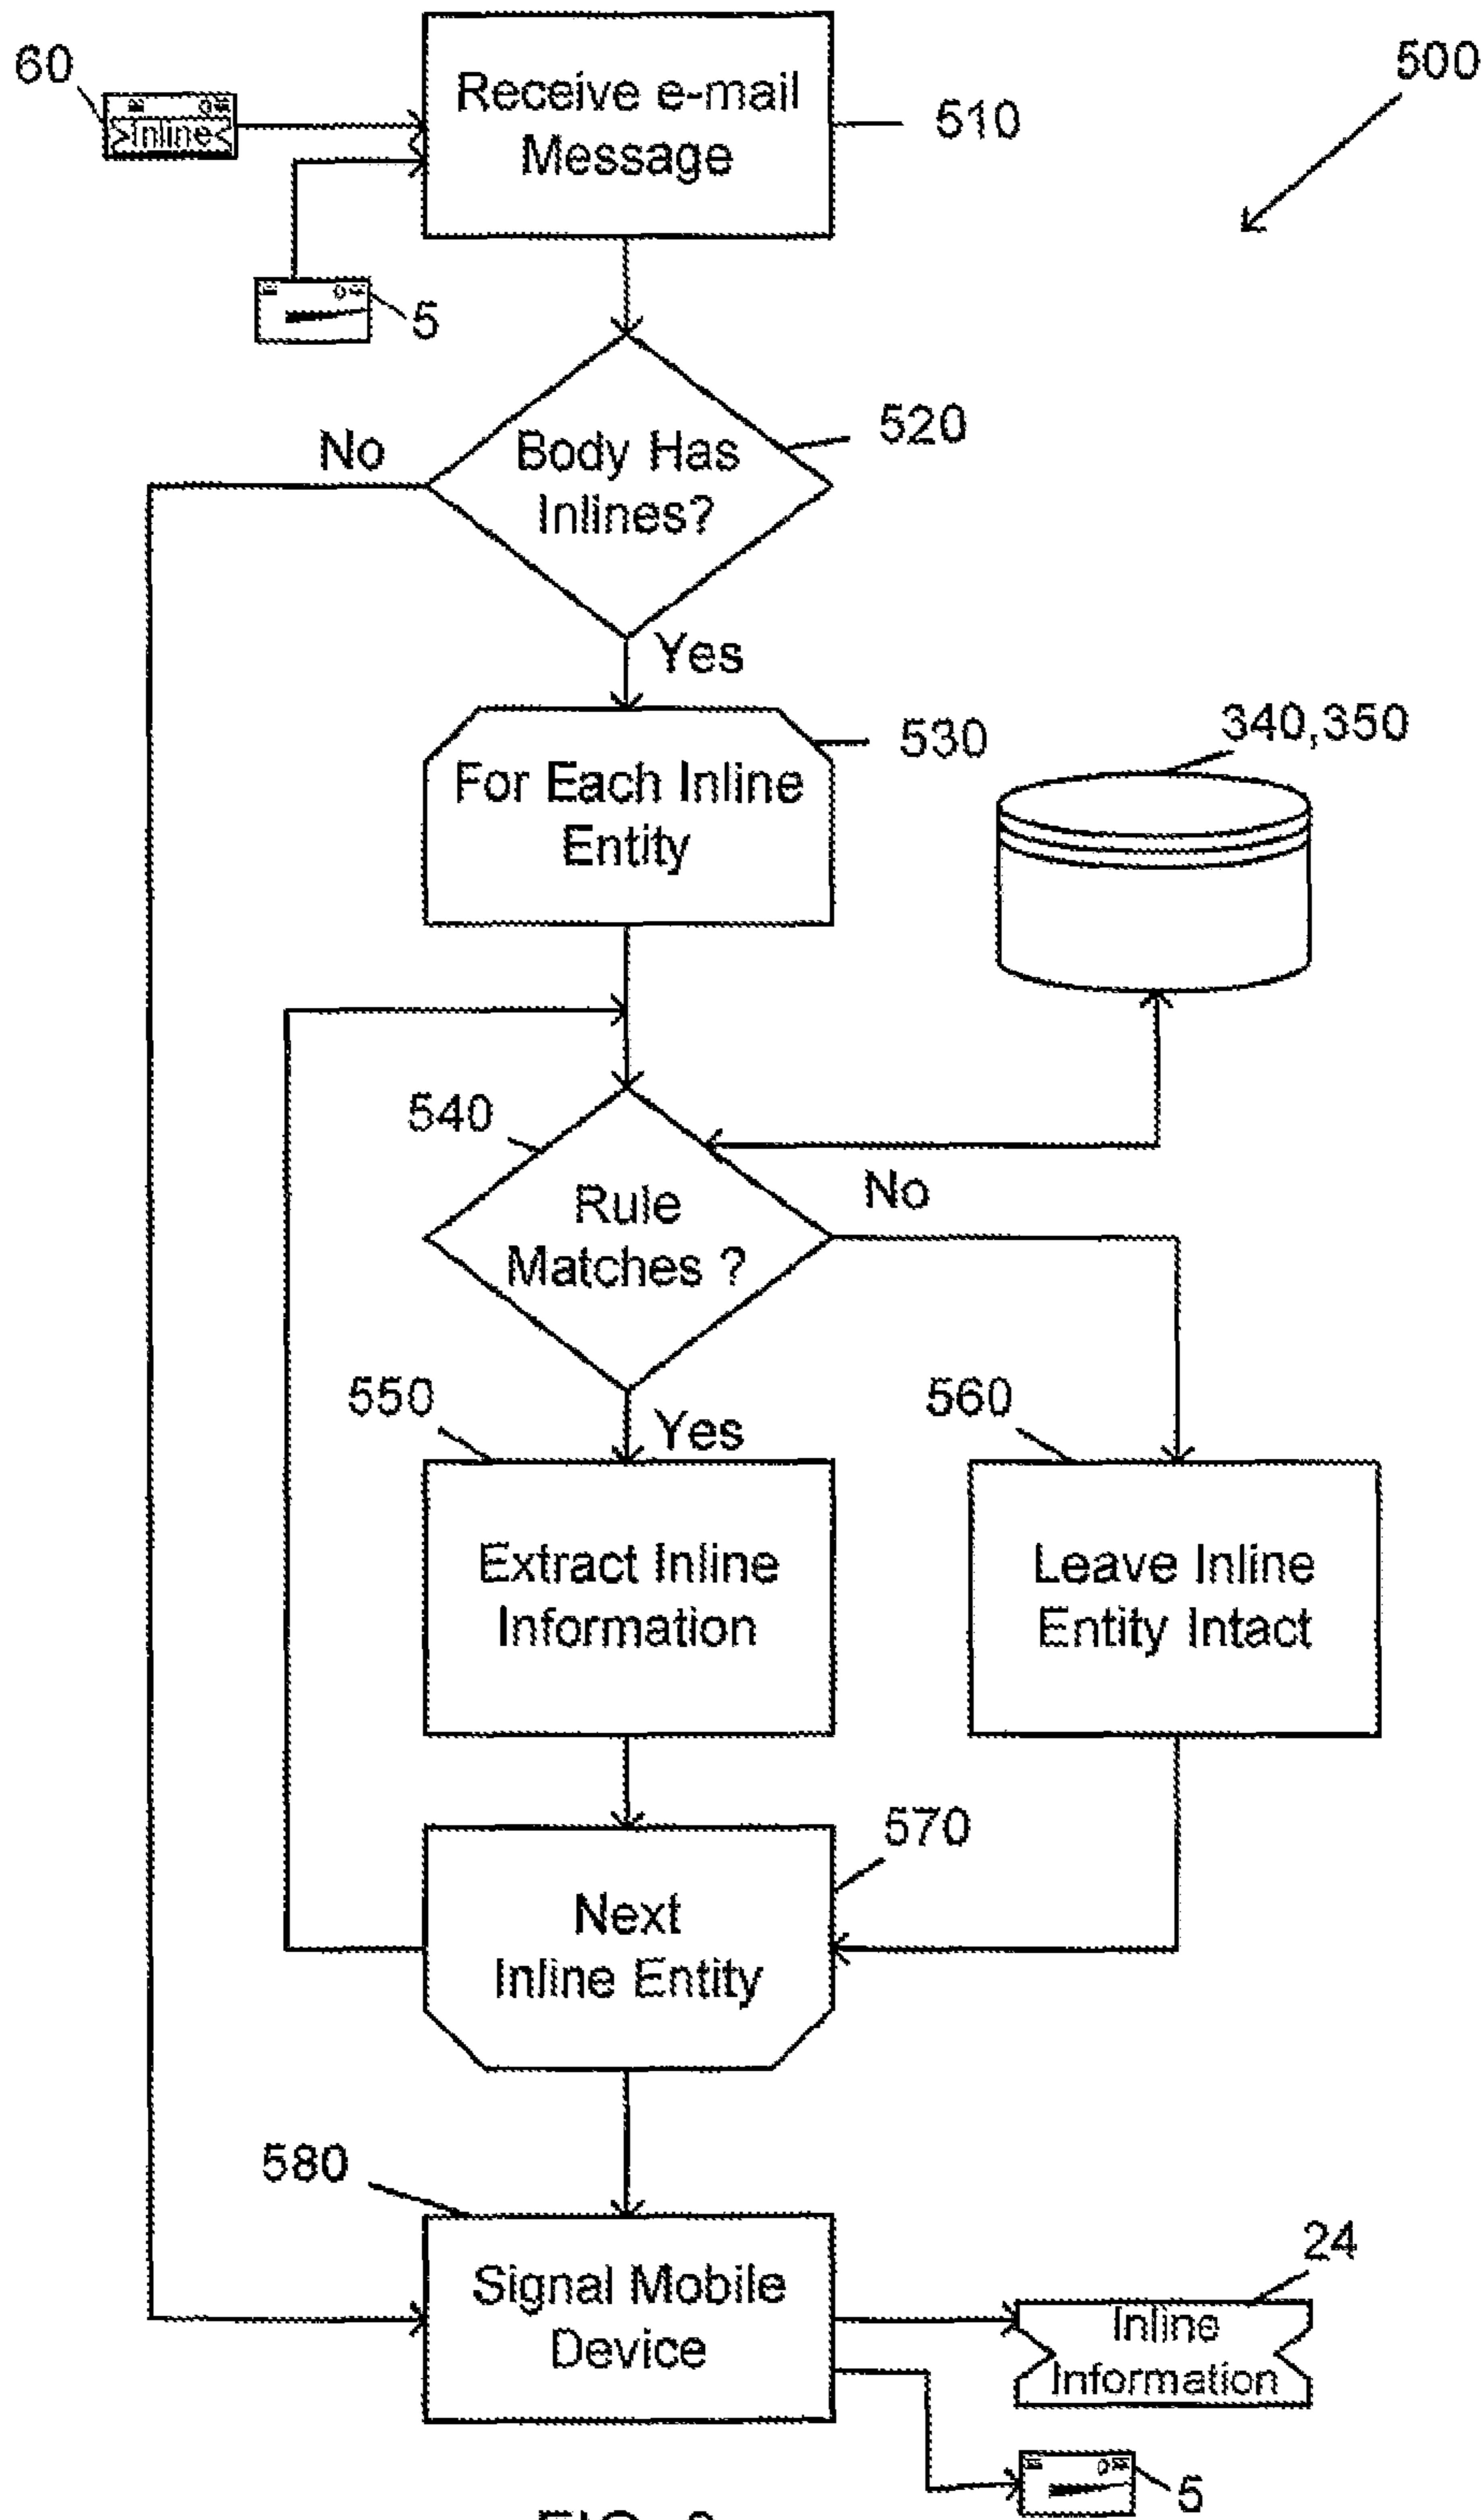 500
60
Inline
Receive e-mail
Message
510
5
520
No
Body Has
Inlines?
Yes
530
For Each Inline
Entity
340,350
540
Rule
Matches ?
No
550
Yes
560
Extract Inline
Information
Leave Inline
Entity Intact
570
Next
Inline Entity
580
Signal Mobile
Device
24
Inline
Information
5